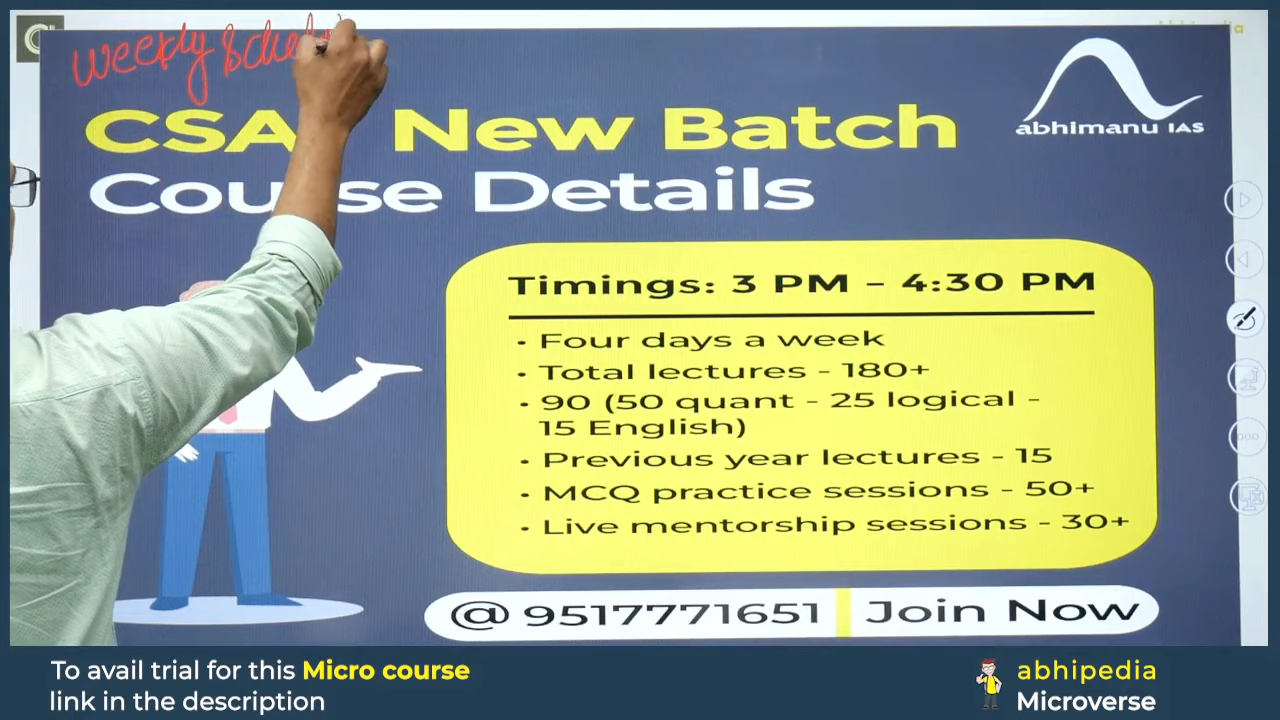 weekly
CSA New Batch
abhimanu IAS
Course Details
Timings: 3 PM – 4:30 PM
• Four days a week
• Total lectures - 180+
• 90 (50 quant - 25 logical -
15 English)
• Previous year lectures - 15
• MCQ practice sessions - 50+
• Live mentorship sessions - 30+
@ 9517771651 Join Now
To avail trial for this Micro course
link in the description
abhipedia
Microverse